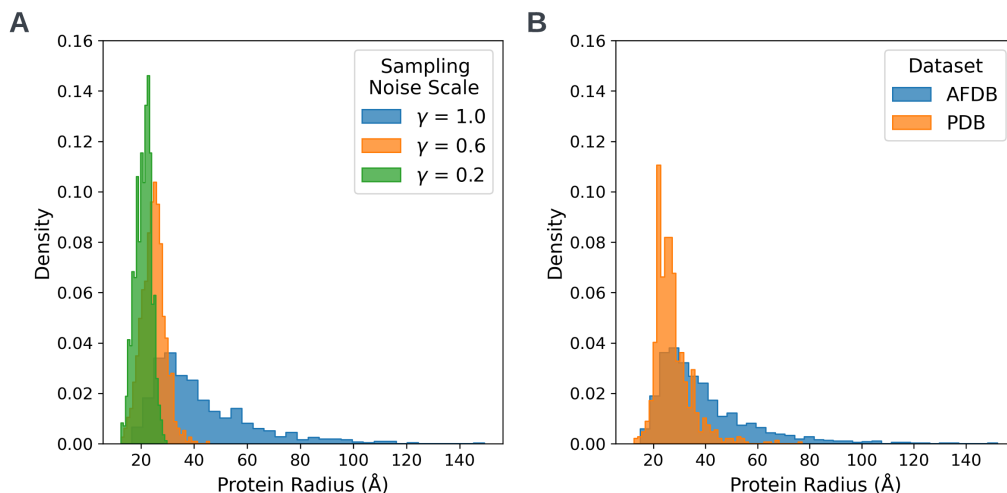 A
0.16
0.14
0.12
0.10
0.08
0.06
0.04
0.02
0.00
Density
20 40 60 80 100 120 140
Protein Radius (Å)
Sampling
Noise Scale
γ = 1.0
γ = 0.6
γ = 0.2
B
0.16
0.14
0.12
0.10
0.08
0.06
0.04
0.02
0.00
Density
20 40 60 80 100 120 140
Protein Radius (Å)
Dataset
AFDB
PDB